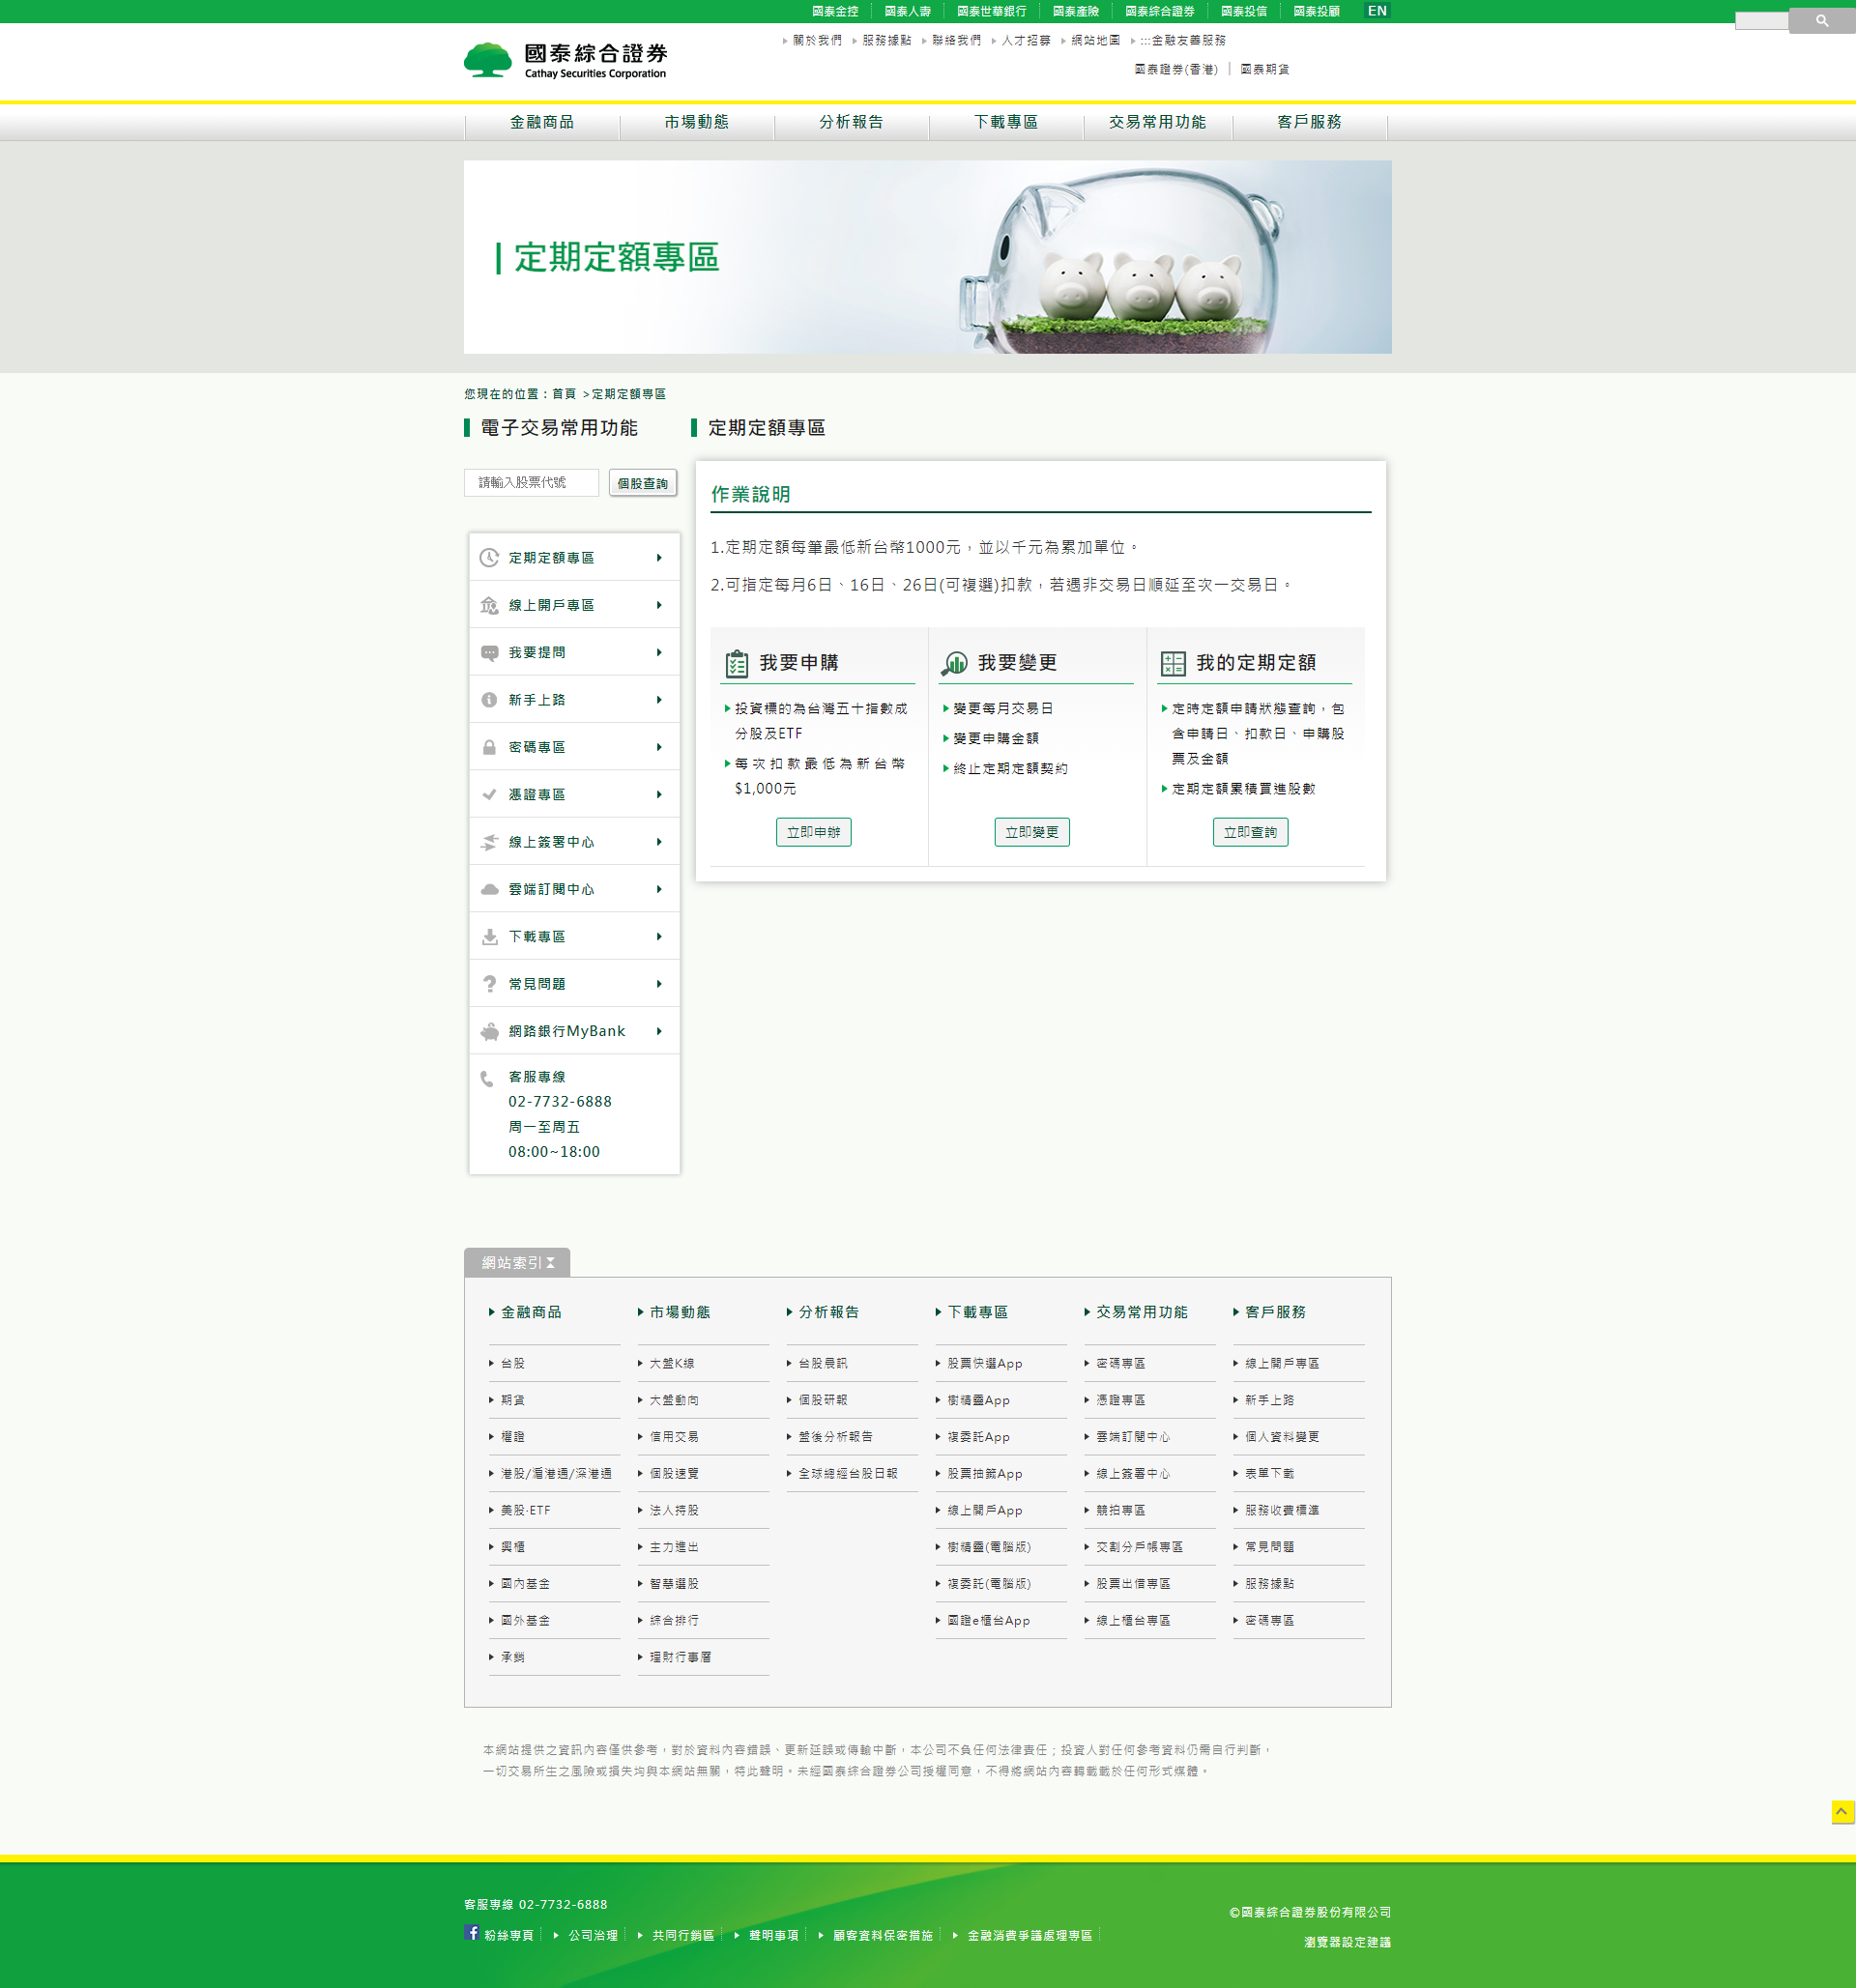 國泰金控 國泰人壽 國泰世華銀行 國泰產險 國泰綜合證券 國泰投信 國泰投顧 EN
國泰綜合證券
Cathay Securities Corporation
關於我們 服務據點 聯絡我們 人才招募 網站地圖 :::金融友善服務
國泰證券(香港) 國泰期貨
金融商品 市場動態 分析報告 下載專區 交易常用功能 客戶服務
定期定額專區
您現在的位置：首頁 >定期定額專區
電子交易常用功能
請輸入股票代號 個股查詢
定期定額專區
線上開戶專區
我要提問
新手上路
密碼專區
憑證專區
線上簽署中心
雲端訂閱中心
下載專區
常見問題
網路銀行MyBank
客服專線
02-7732-6888
周一至周五
08:00~18:00
定期定額專區
作業說明
1.定期定額每筆最低新台幣1000元，並以千元為累加單位。
2.可指定每月6日、16日、26日(可複選)扣款，若遇非交易日順延至次一交易日。
我要申購
投資標的為台灣五十指數成
分股及ETF
每次扣款最低為新台幣
$1,000元
立即申辦
我要變更
變更每月交易日
變更申購金額
終止定期定額契約
立即變更
我的定期定額
定時定額申請狀態查詢，包
含申請日、扣款日、申購股
票及金額
定期定額累積買進股數
立即查詢
網站索引
金融商品
台股
期貨
權證
港股/滬港通/深港通
美股·ETF
興櫃
國內基金
國外基金
承銷
市場動態
大盤K線
大盤動向
信用交易
個股速覽
法人持股
主力進出
智慧選股
綜合排行
理財行事曆
分析報告
台股晨訊
個股研報
盤後分析報告
全球總經台股日報
下載專區
股票快選App
樹精靈App
複委託App
股票抽籤App
線上開戶App
樹精靈(電腦版)
複委託(電腦版)
國證e櫃台App
交易常用功能
密碼專區
憑證專區
雲端訂閱中心
線上簽署中心
競拍專區
交割分戶帳專區
股票出借專區
線上櫃台專區
客戶服務
線上開戶專區
新手上路
個人資料變更
表單下載
服務收費標準
常見問題
服務據點
密碼專區
本網站提供之資訊內容僅供參考，對於資料內容錯誤、更新延誤或傳輸中斷，本公司不負任何法律責任；投資人對任何參考資料仍需自行判斷，
一切交易所生之風險或損失均與本網站無關，特此聲明。未經國泰綜合證券公司授權同意，不得將網站內容轉載載於任何形式媒體。
客服專線 02-7732-6888
粉絲專頁 公司治理 共同行銷區 聲明事項 顧客資料保密措施 金融消費爭議處理專區
©國泰綜合證券股份有限公司
瀏覽器設定建議